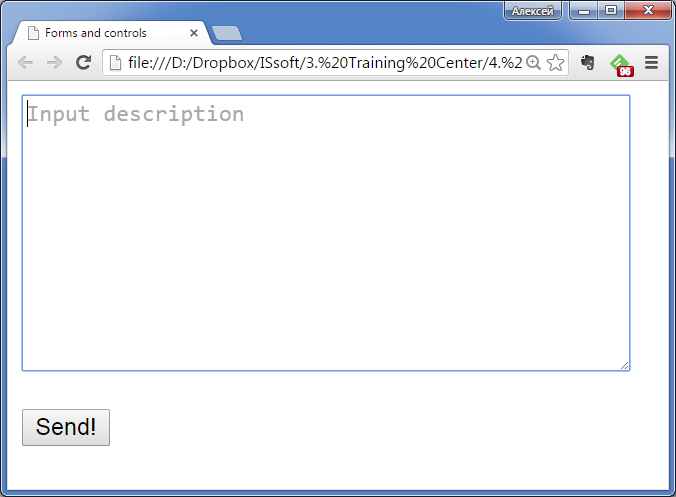 Алексей
Forms and controls
file:///D:/Dropbox/ISsoft/3.%20Training%20Center/4.%2
96
Input description
Send!